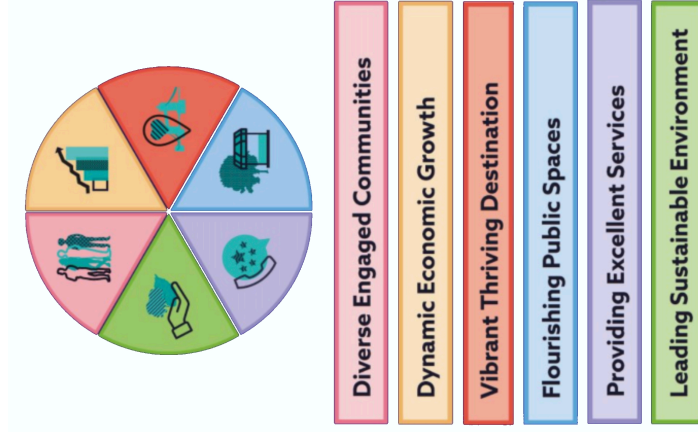 Diverse Engaged Communities
Dynamic Economic Growth
Vibrant Thriving Destination
Flourishing Public Spaces
Providing Excellent Services
Leading Sustainable Environment